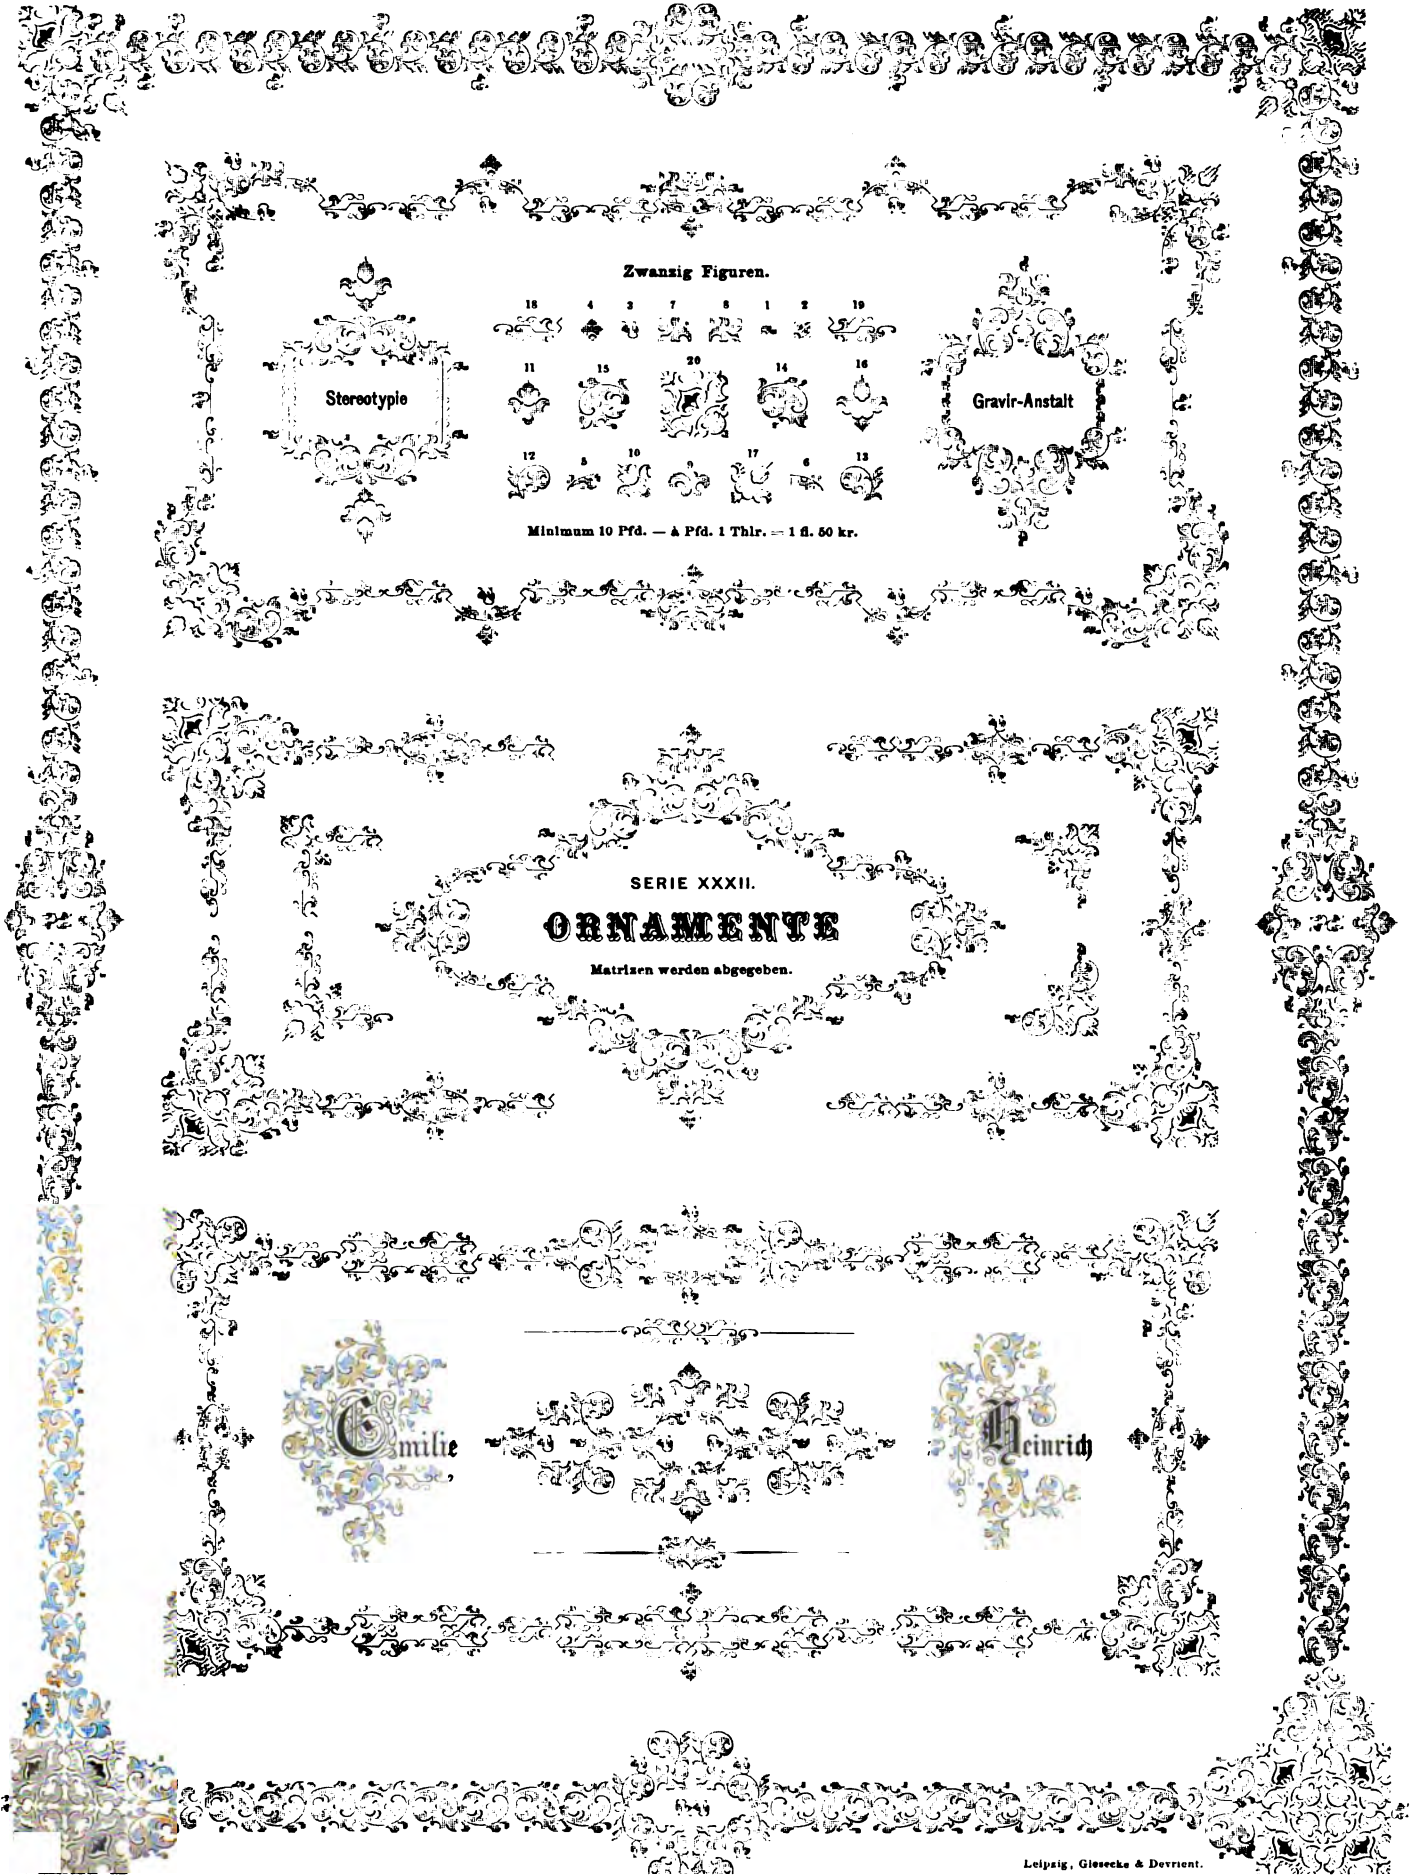 Zwanzig Figuren.
18 4 3 7 8 1 2 19
11 15 20 14 16
Stereotypie
Gravir-Anstalt
12 5 10 9 17 6 13
Minimum 10 Pfd. — à Pfd. 1 Thlr. = 1 fl. 50 kr.
SERIE XXXII.
ORNAMENTE
Matrizen werden abgegeben.
Emilie
Heinrich
Leipzig, Giesecke & Devrient.